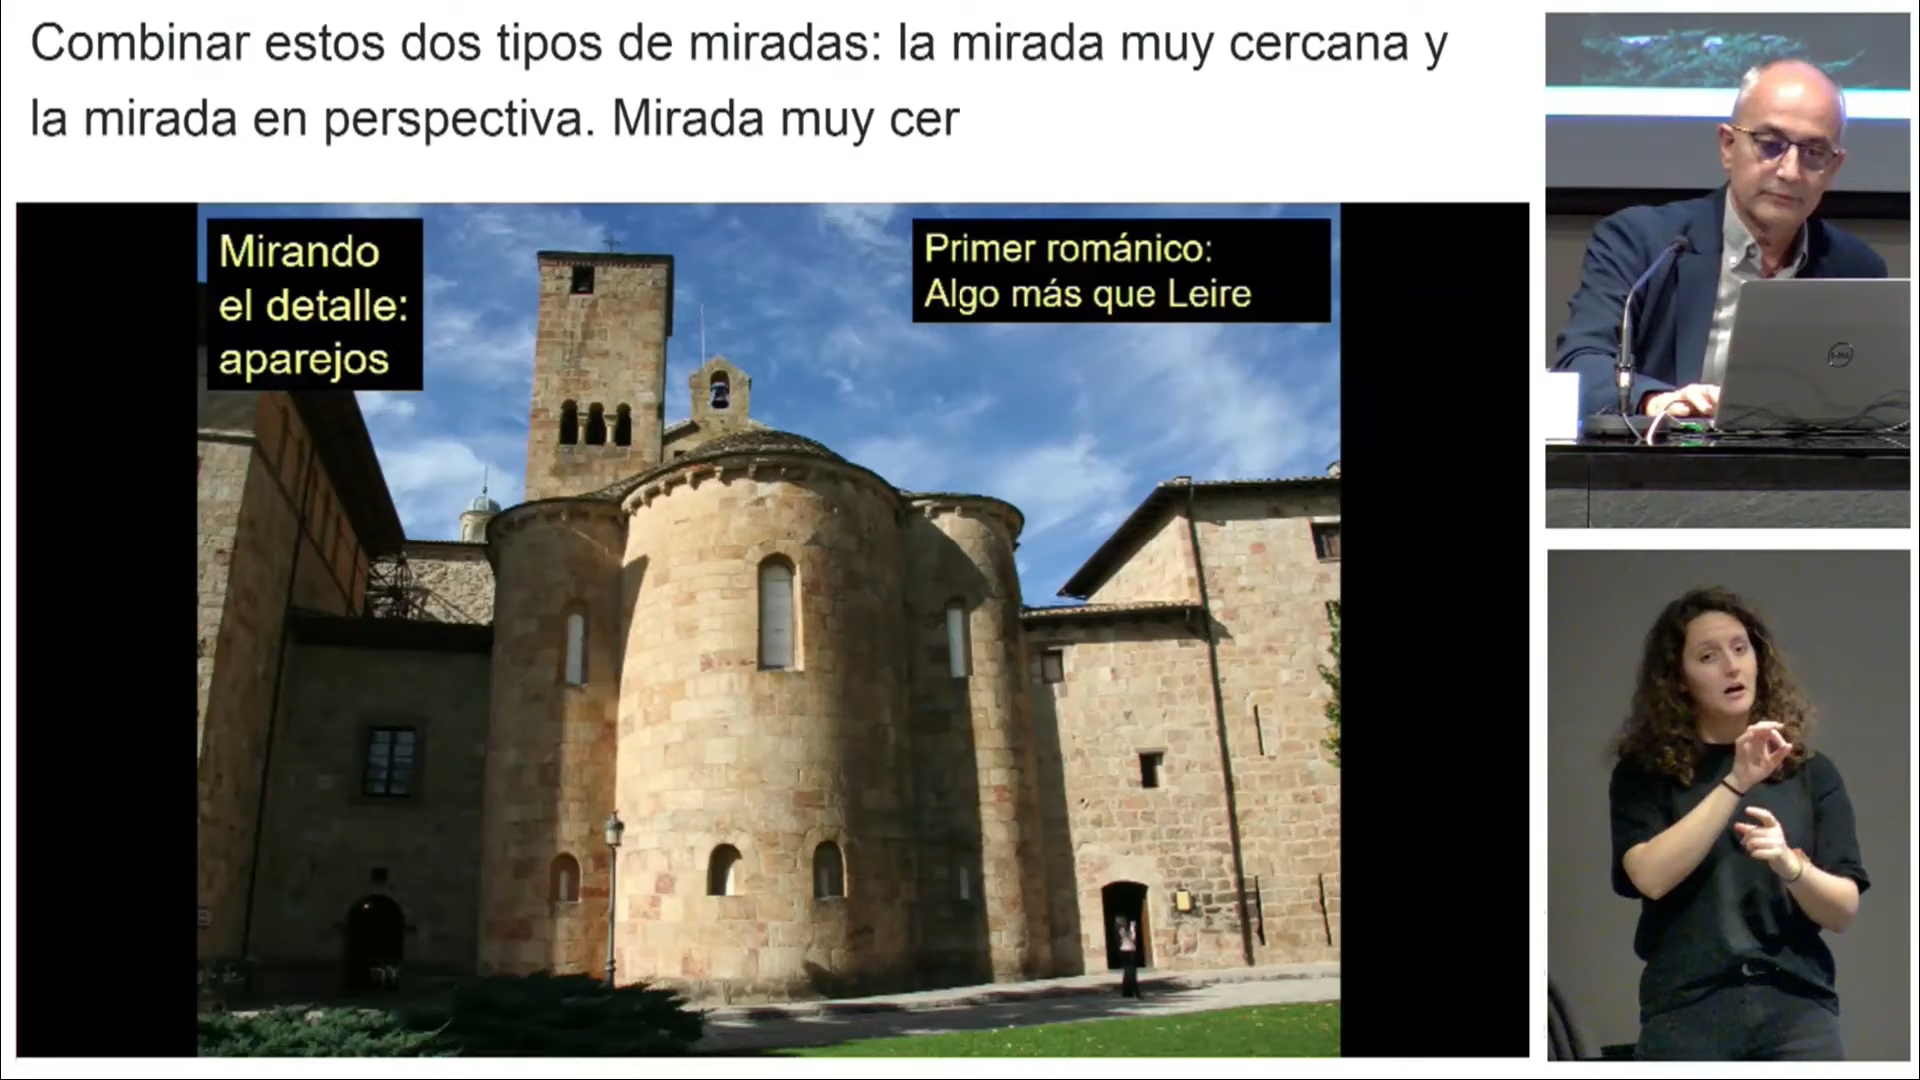 Combinar estos dos tipos de miradas: la mirada muy cercana y
la mirada en perspectiva. Mirada muy cer
Mirando
el detalle:
aparejos
Primer románico:
Algo más que Leire
DELL